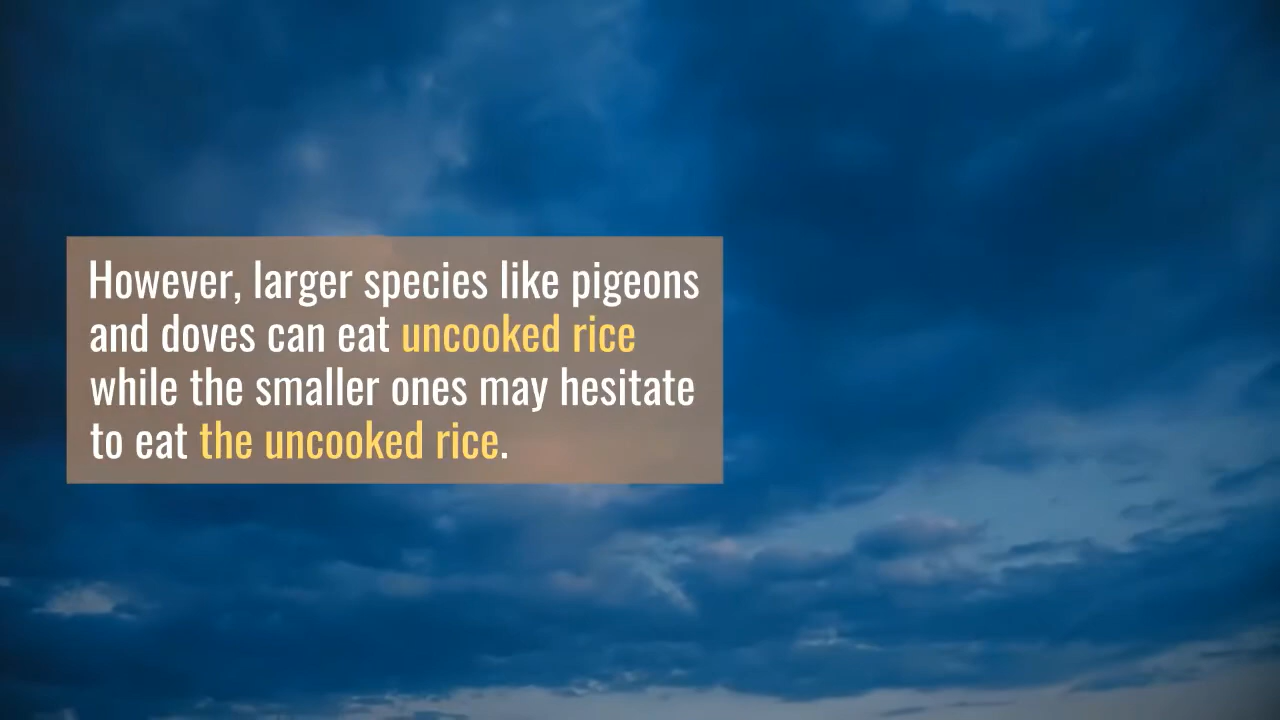 However, larger species like pigeons
and doves can eat uncooked rice
while the smaller ones may hesitate
to eat the uncooked rice.